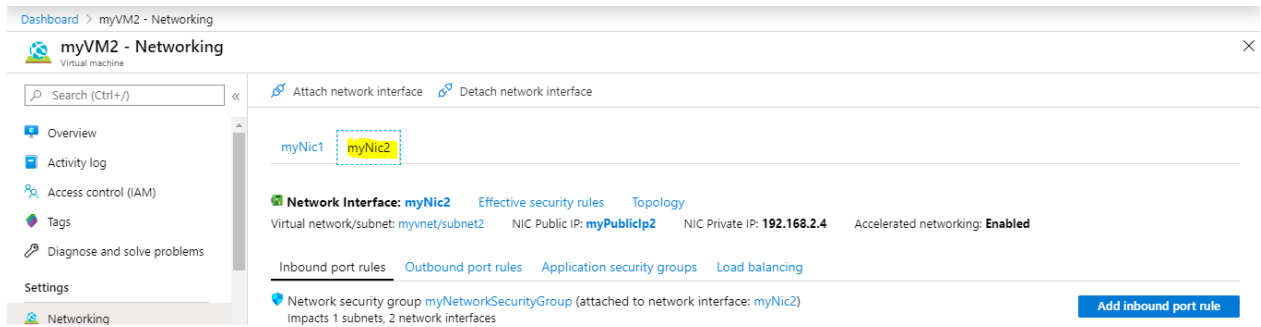 Dashboard > myVM2 - Networking
myVM2 - Networking
Virtual machine
Search (Ctrl+/)
«
Overview
Activity log
Access control (IAM)
Tags
Diagnose and solve problems
Settings
Networking
Attach network interface Detach network interface
myNic1 myNic2
Network Interface: myNic2 Effective security rules Topology
Virtual network/subnet: myvnet/subnet2 NIC Public IP: myPublicIp2 NIC Private IP: 192.168.2.4 Accelerated networking: Enabled
Inbound port rules Outbound port rules Application security groups Load balancing
Network security group myNetworkSecurityGroup (attached to network interface: myNic2)
Impacts 1 subnets, 2 network interfaces
Add inbound port rule